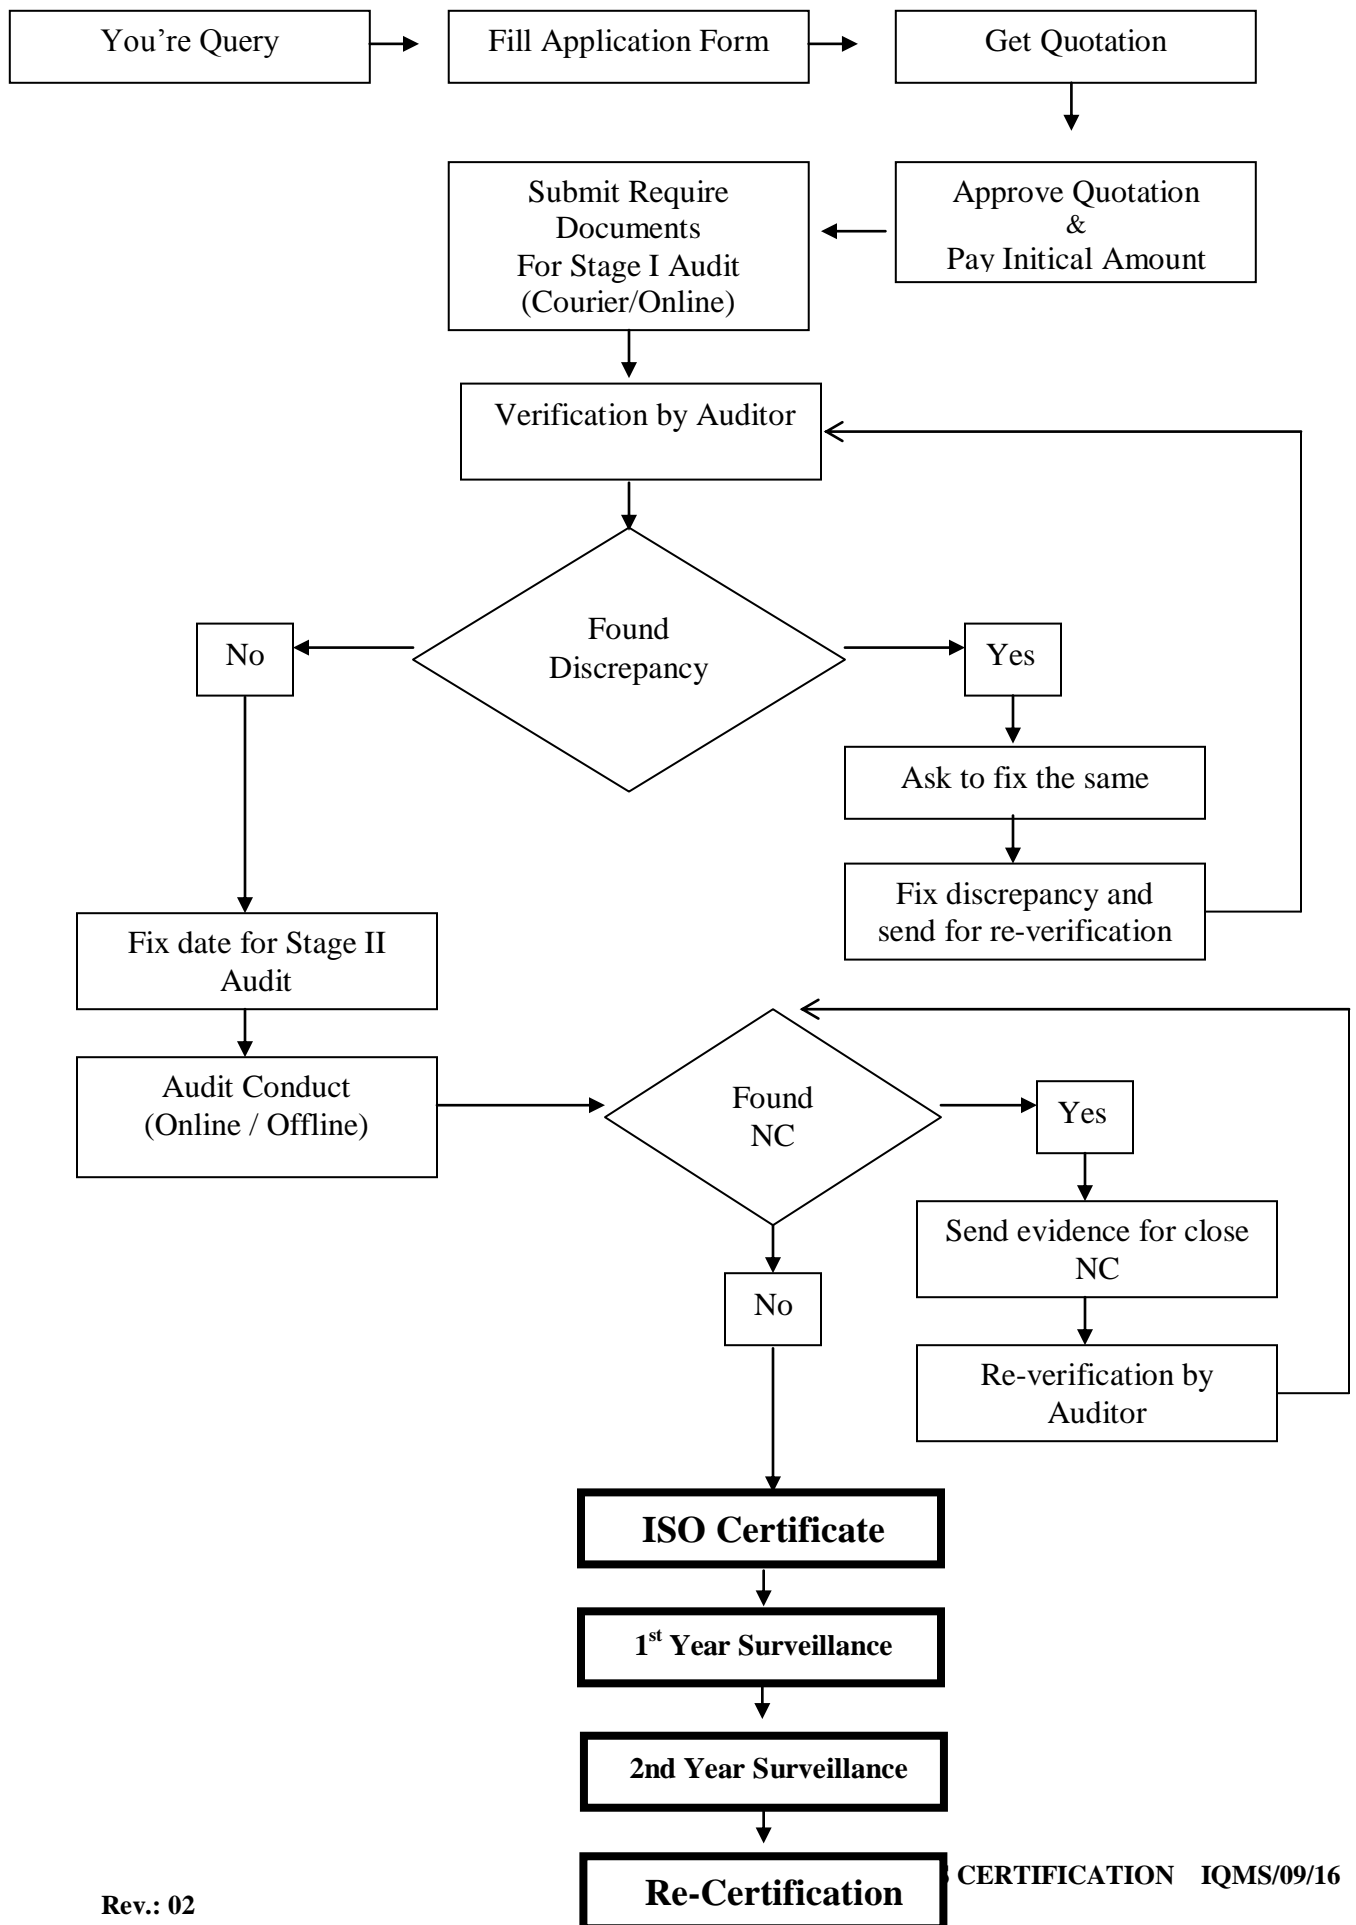 You’re Query
Fill Application Form
Get Quotation
Submit Require
Documents
For Stage I Audit
(Courier/Online)
Approve Quotation
&
Pay Initical Amount
Verification by Auditor
Found
Discrepancy
No
Yes
Ask to fix the same
Fix discrepancy and
send for re-verification
Fix date for Stage II
Audit
Audit Conduct
(Online / Offline)
Found
NC
Yes
Send evidence for close
NC
No
Re-verification by
Auditor
ISO Certificate
1st Year Surveillance
2nd Year Surveillance
Re-Certification
CERTIFICATION IQMS/09/16
Rev.: 02